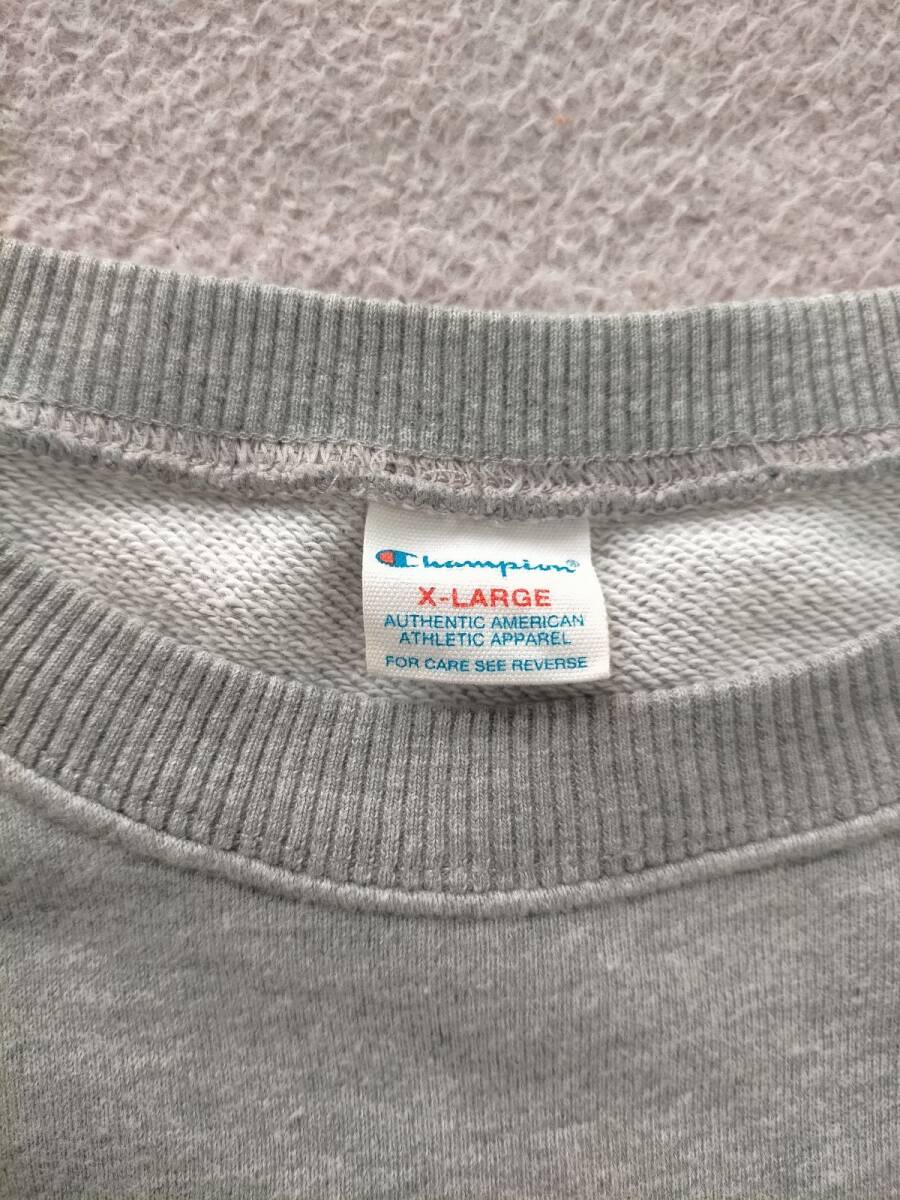 Champion®
X-LARGE
AUTHENTIC AMERICAN
ATHLETIC APPAREL
FOR CARE SEE REVERSE